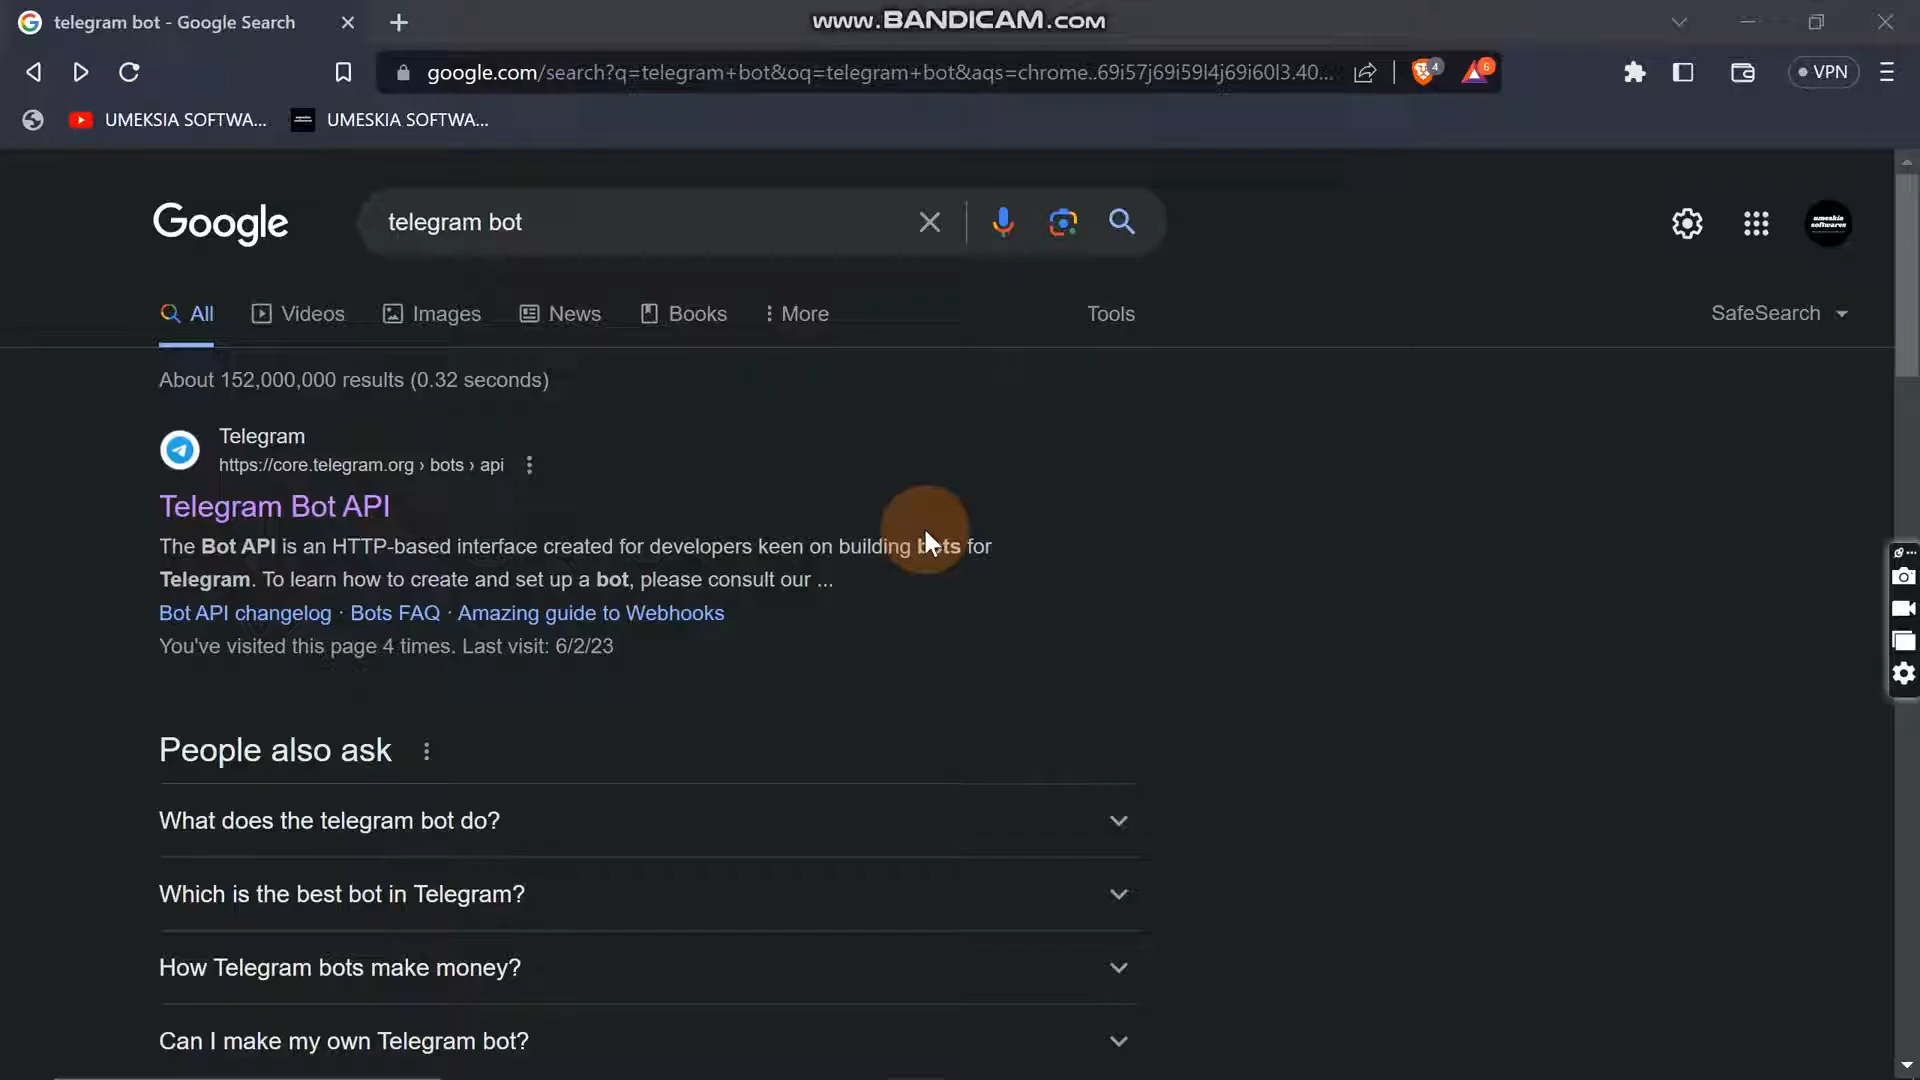 telegram bot - Google Search
www.BANDICAM.com
google.com/search?q=telegram+bot&oq=telegram+bot&aqs=chrome..69i57j69i59l4j69i60l3.40...
4
6
VPN
UMEKSIA SOFTWA...
UMESKIA SOFTWA...
Google
telegram bot
umeskia
softwares
All
Videos
Images
News
Books
More
Tools
SafeSearch
About 152,000,000 results (0.32 seconds)
Telegram
https://core.telegram.org › bots › api
Telegram Bot API
The Bot API is an HTTP-based interface created for developers keen on building bots for
Telegram. To learn how to create and set up a bot, please consult our ...
Bot API changelog · Bots FAQ · Amazing guide to Webhooks
You've visited this page 4 times. Last visit: 6/2/23
People also ask
What does the telegram bot do?
Which is the best bot in Telegram?
How Telegram bots make money?
Can I make my own Telegram bot?